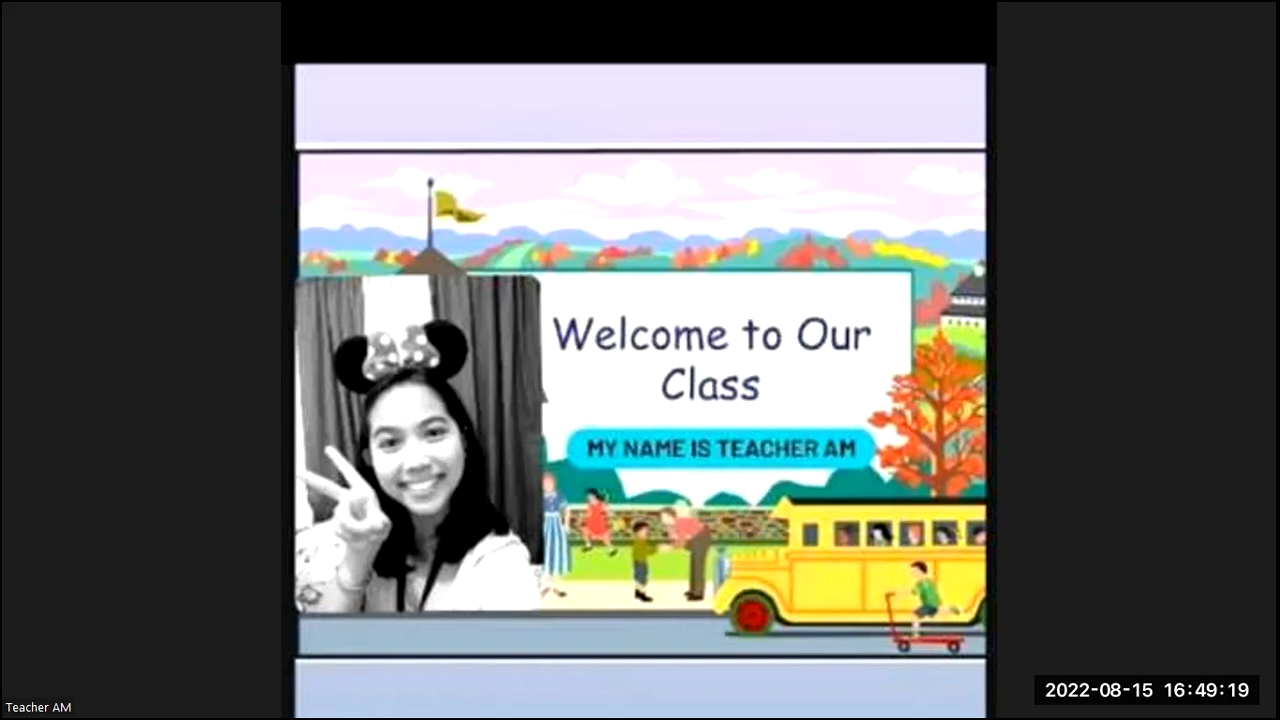 Welcome to Our
Class
MY NAME IS TEACHER AM
Teacher AM
2022-08-15 16:49:19